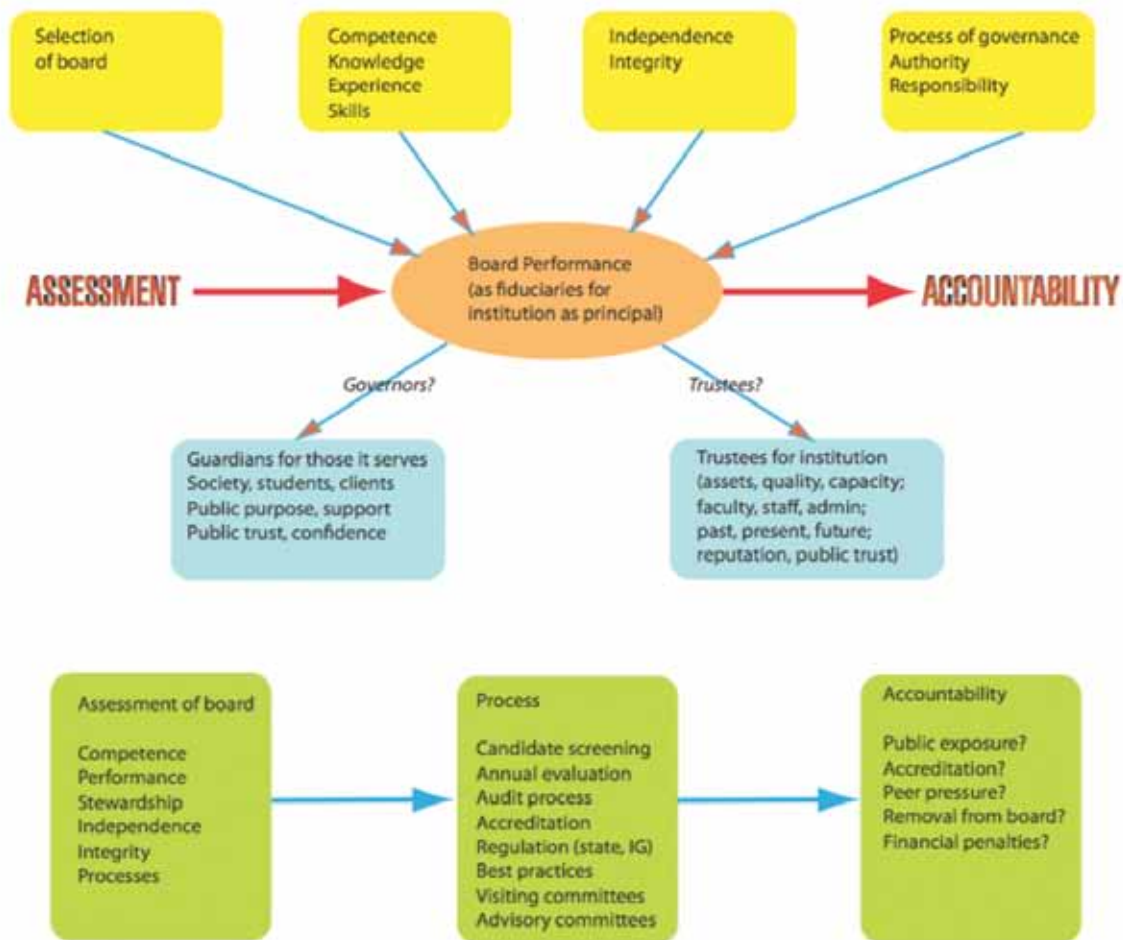 Selection
of board
Competence
Knowledge
Experience
Skills
Independence
Integrity
Process of governance
Authority
Responsibility
ASSESSMENT
Board Performance
(as fiduciaries for
institution as principal)
ACCOUNTABILITY
Governors?
Trustees?
Guardians for those it serves
Society, students, clients
Public purpose, support
Public trust, confidence
Trustees for institution
(assets, quality, capacity;
faculty, staff, admin;
past, present, future;
reputation, public trust)
Assessment of board
Competence
Performance
Stewardship
Independence
Integrity
Processes
Process
Candidate screening
Annual evaluation
Audit process
Accreditation
Regulation (state, IG)
Best practices
Visiting committees
Advisory committees
Accountability
Public exposure?
Accreditation?
Peer pressure?
Removal from board?
Financial penalties?